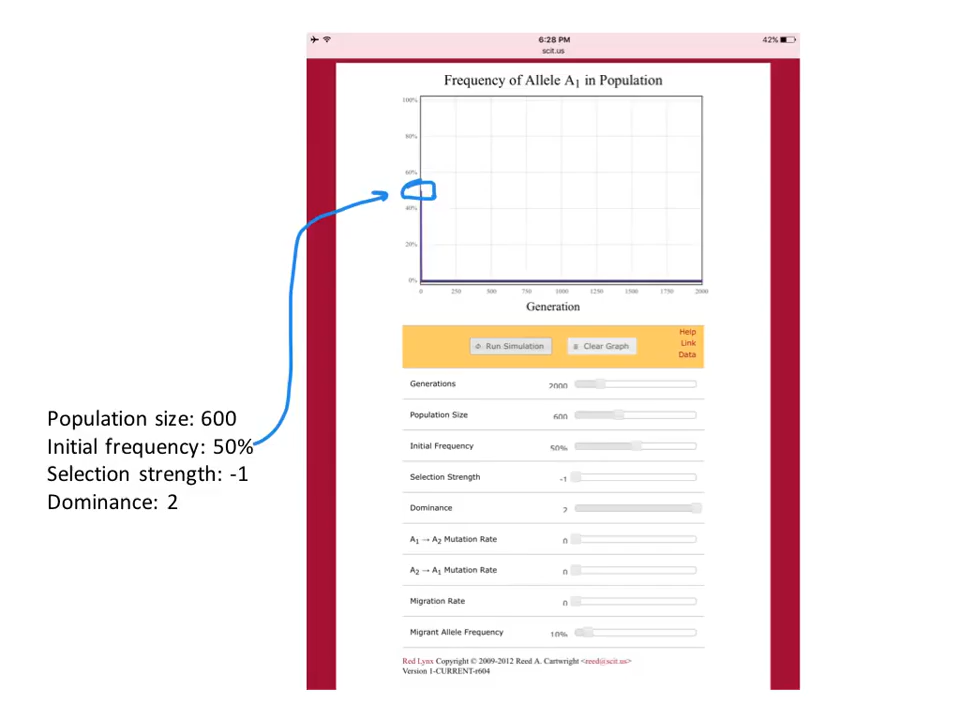 6:28 PM
42%
scit.us
Frequency of Allele A₁ in Population
100%
80%
60%
40%
20%
0%
0 250 500 750 1000 1250 1500 1750 2000
Generation
Run Simulation
Clear Graph
Help
Link
Data
Generations 2000
Population Size 600
Initial Frequency 50%
Selection Strength -1
Dominance 2
A₁ → A₂ Mutation Rate 0
A₂ → A₁ Mutation Rate 0
Migration Rate 0
Migrant Allele Frequency 10%
Red Lynx Copyright © 2009-2012 Reed A. Cartwright <reed@scit.us>
Version 1-CURRENT-r604
Population size: 600
Initial frequency: 50%
Selection strength: -1
Dominance: 2